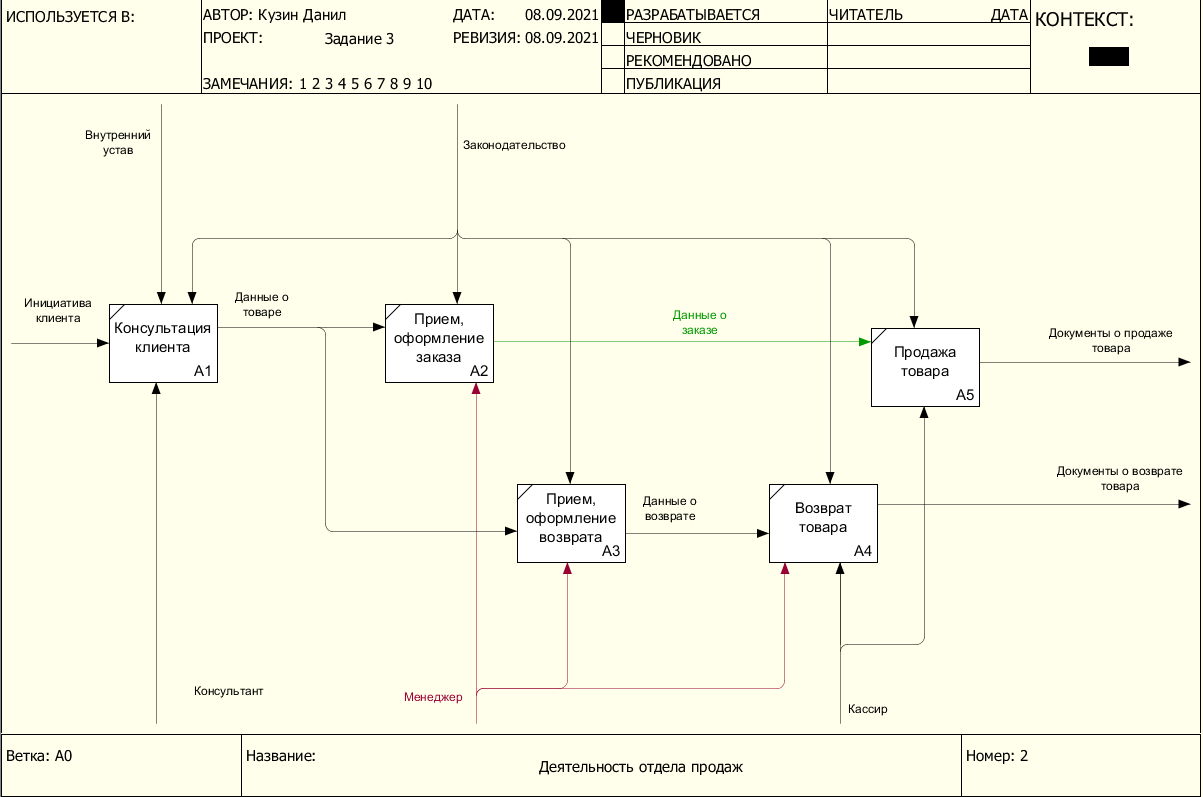 ИСПОЛЬЗУЕТСЯ В:
АВТОР: Кузин Данил
ДАТА: 08.09.2021
ПРОЕКТ: Задание 3
РЕВИЗИЯ: 08.09.2021
ЗАМЕЧАНИЯ: 1 2 3 4 5 6 7 8 9 10
РАЗРАБАТЫВАЕТСЯ
ЧЕРНОВИК
РЕКОМЕНДОВАНО
ПУБЛИКАЦИЯ
ЧИТАТЕЛЬ
ДАТА
КОНТЕКСТ:
Внутренний
устав
Законодательство
Инициатива
клиента
Консультация
клиента
A1
Данные о
товаре
Прием,
оформление
заказа
A2
Данные о
заказе
Продажа
товара
A5
Документы о продаже
товара
Прием,
оформление
возврата
A3
Данные о
возврате
Возврат
товара
A4
Документы о возврате
товара
Консультант
Менеджер
Кассир
Ветка: A0
Название:
Деятельность отдела продаж
Номер: 2